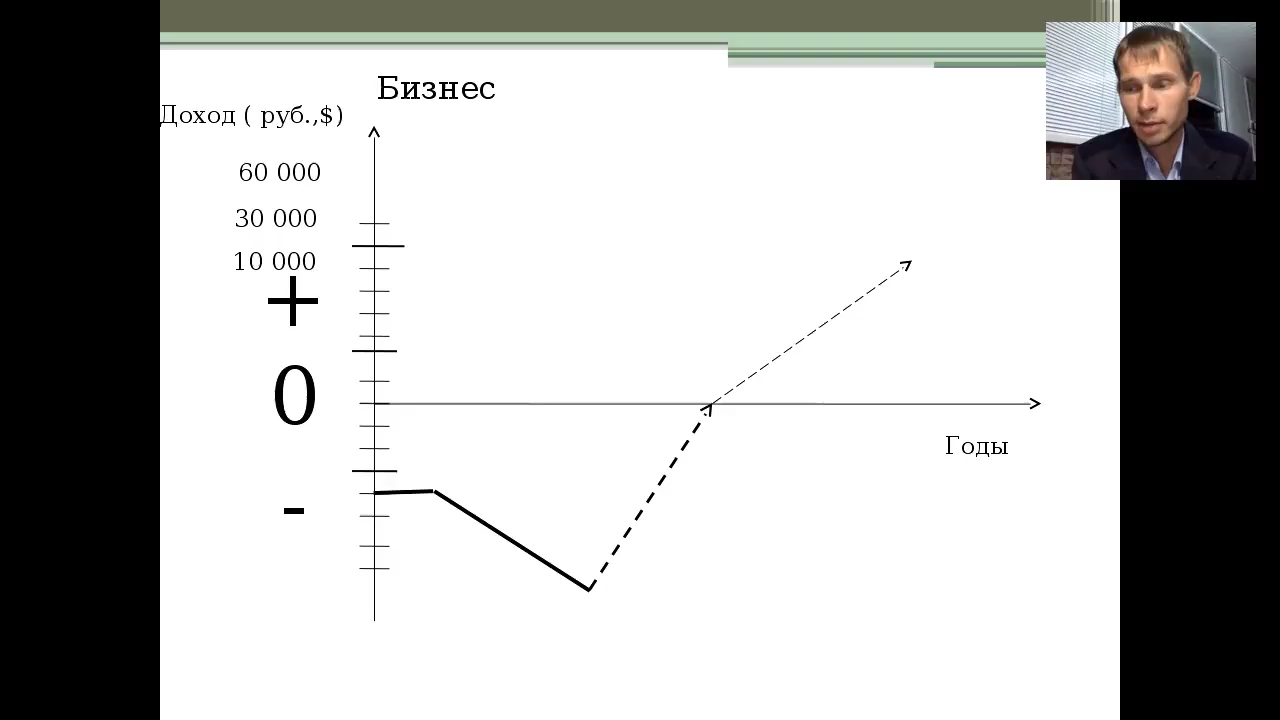 Бизнес
Доход ( руб.,$)
60 000
30 000
10 000
+
0
-
Годы